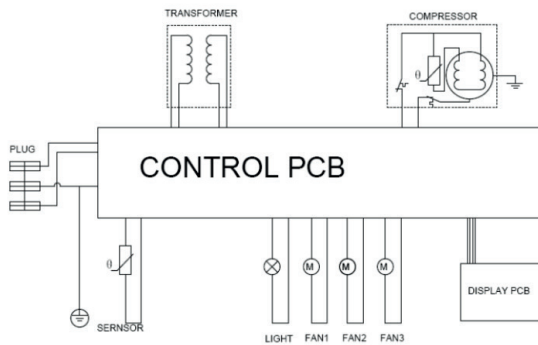 TRANSFORMER
COMPRESSOR
θ
PLUG
CONTROL PCB
θ
M
M
M
DISPLAY PCB
SERNSOR
LIGHT
FAN1
FAN2
FAN3